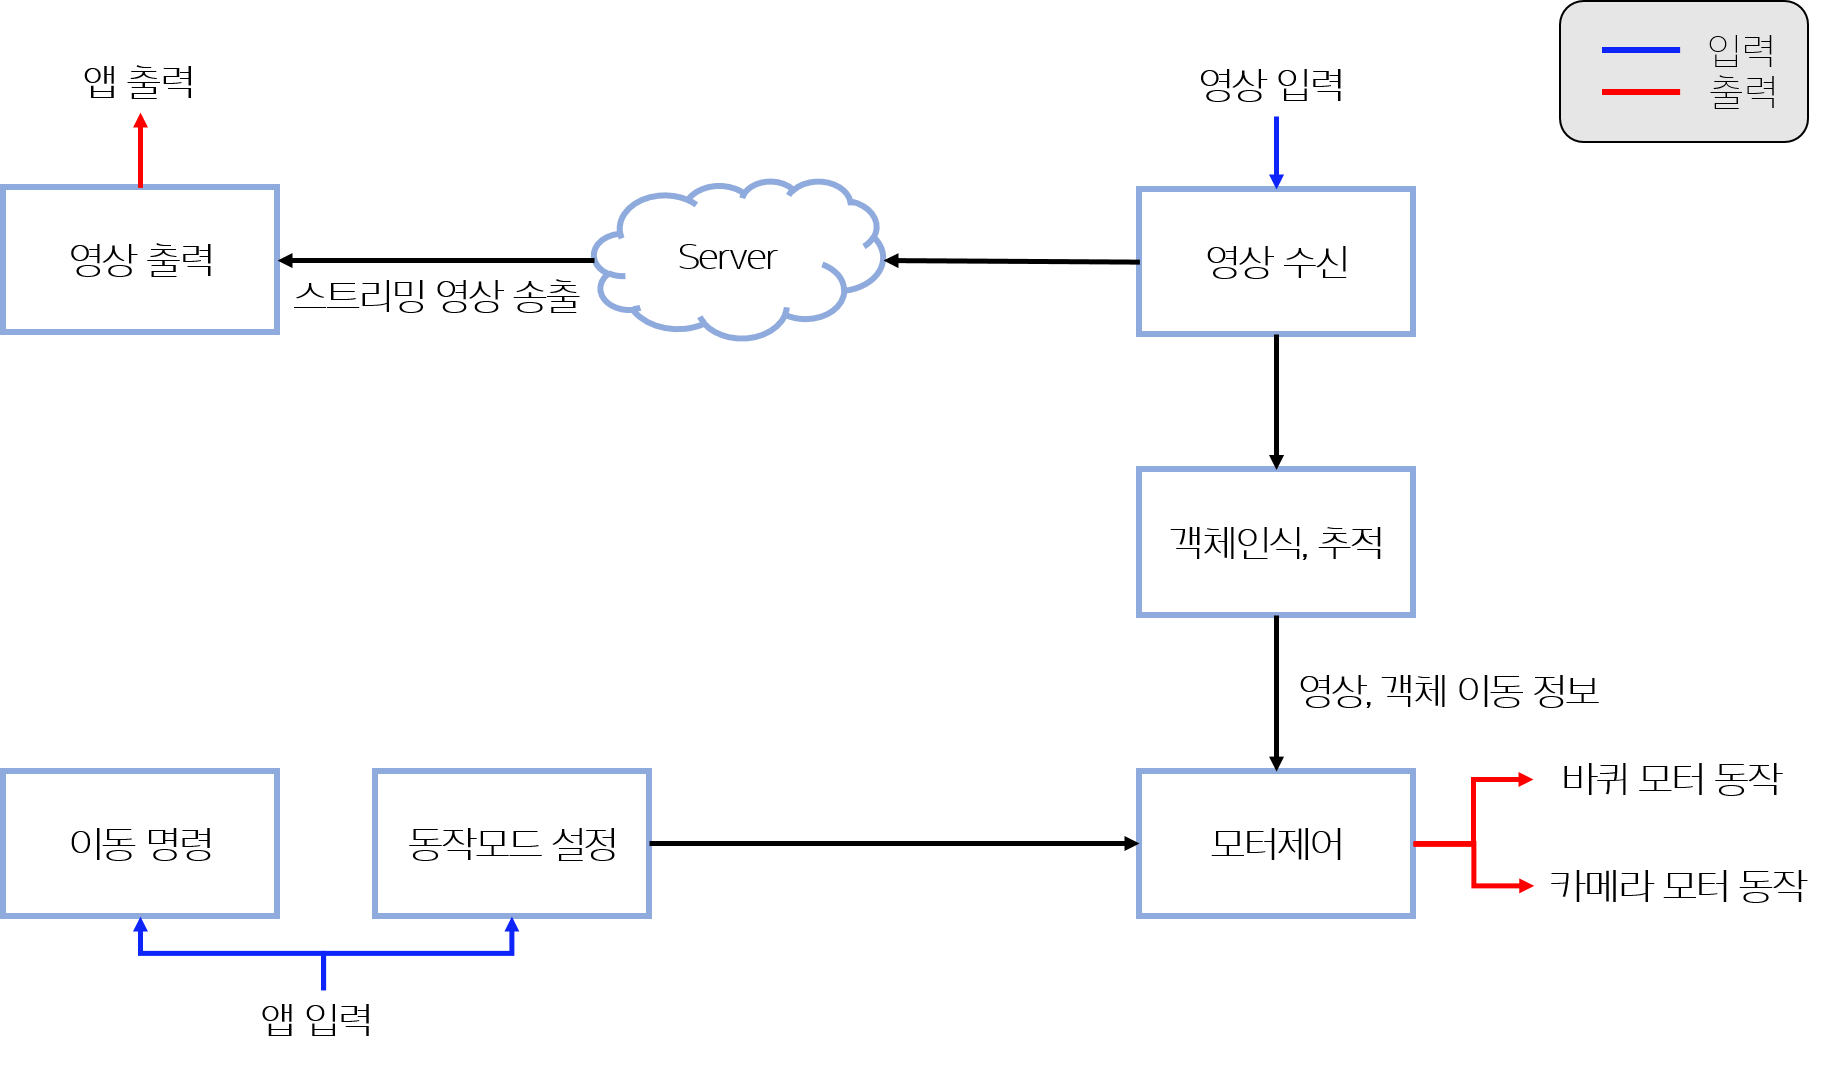 입력
출력
앱 출력
영상 입력
영상 출력
Server
영상 수신
스트리밍 영상 송출
객체인식, 추적
영상, 객체 이동 정보
바퀴 모터 동작
이동 명령
동작모드 설정
모터제어
카메라 모터 동작
앱 입력